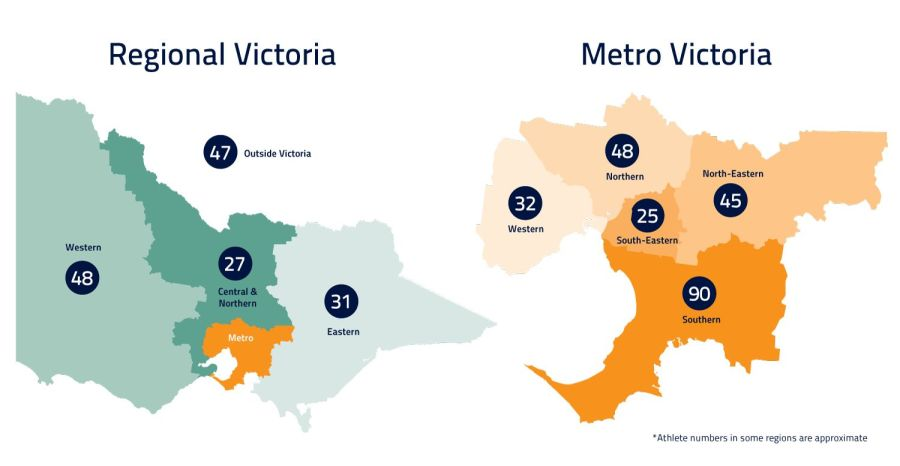 Regional Victoria
47 Outside Victoria
Western
48
27
Central &
Northern
31
Eastern
Metro
Metro Victoria
48
Northern
North-Eastern
45
32
Western
25
South-Eastern
90
Southern
*Athlete numbers in some regions are approximate